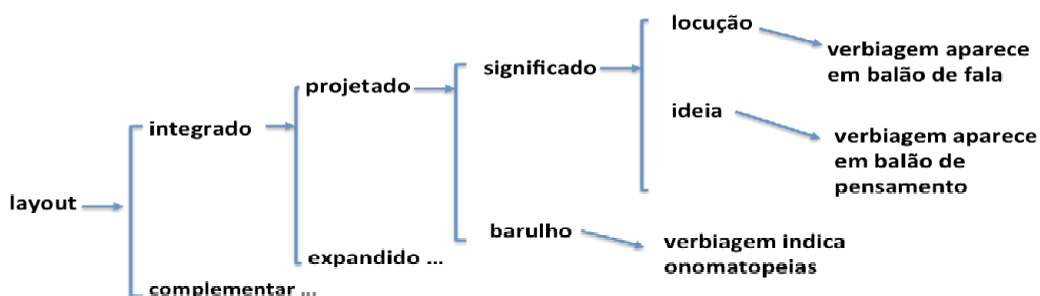 layout
integrado
complementar ...
projetado
expandido ...
significado
barulho
locução
ideia
verbiagem aparece
em balão de fala
verbiagem aparece
em balão de
pensamento
verbiagem indica
onomatopeias